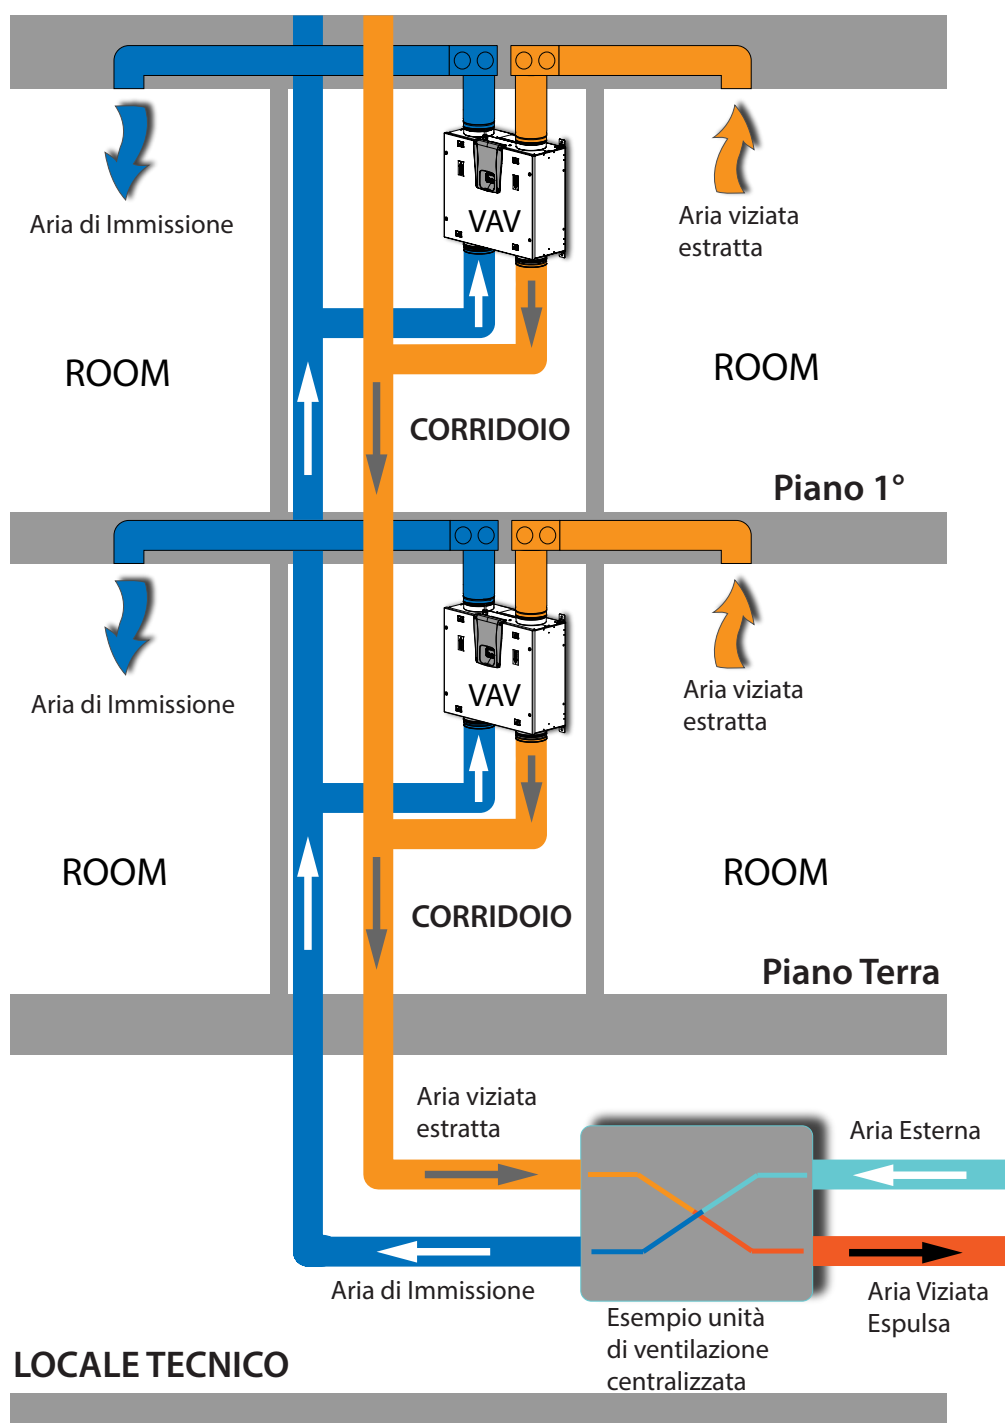 VAV
Aria di Immissione
Aria viziata
estratta
ROOM
ROOM
CORRIDOIO
Piano 1°
VAV
Aria di Immissione
Aria viziata
estratta
ROOM
ROOM
CORRIDOIO
Piano Terra
Aria viziata
estratta
Aria Esterna
Aria di Immissione
Aria Viziata
Espulsa
Esempio unità
di ventilazione
centralizzata
LOCALE TECNICO